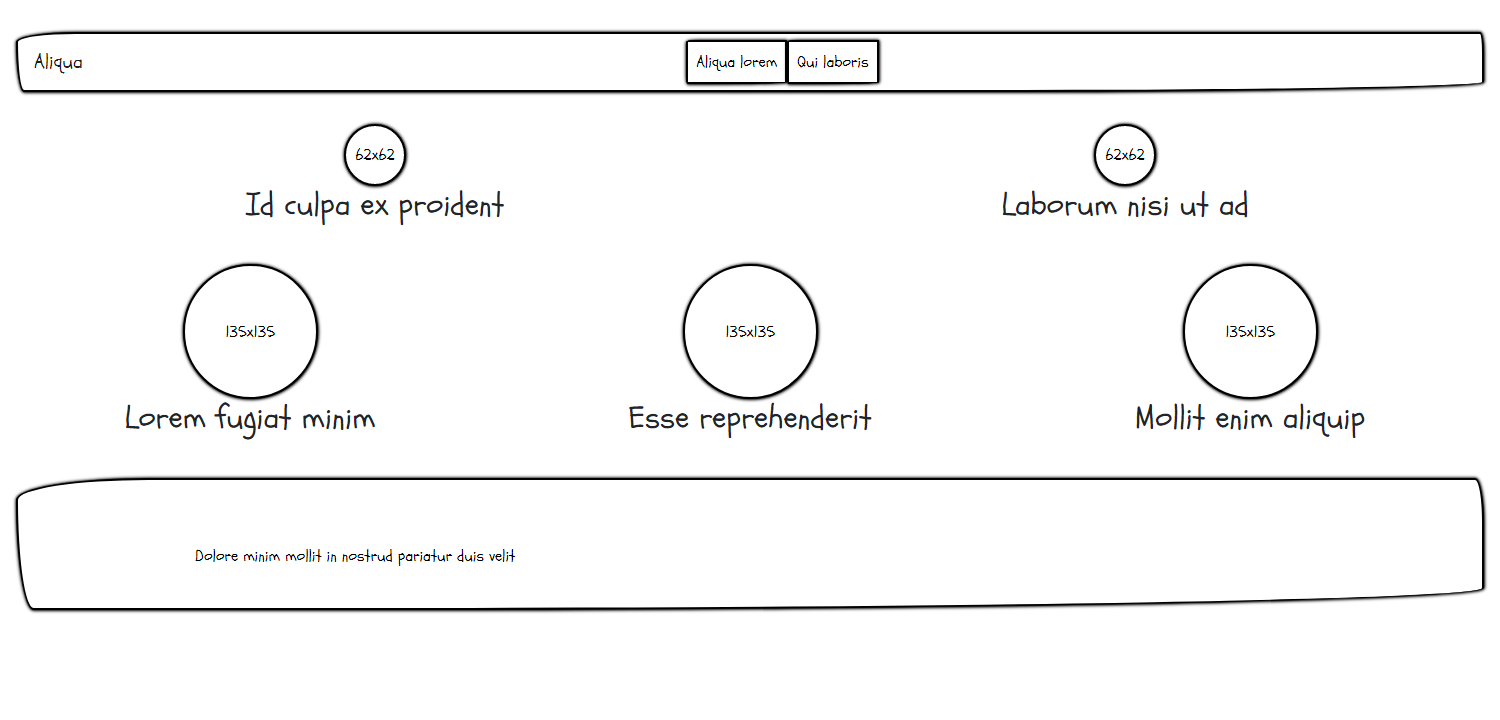 Aliqua
Aliqua lorem
Qui laboris
62x62
62x62
Id culpa ex proident
Laborum nisi ut ad
135x135
135x135
135x135
Lorem fugiat minim
Esse reprehenderit
Mollit enim aliquip
Dolore minim mollit in nostrud pariatur duis velit